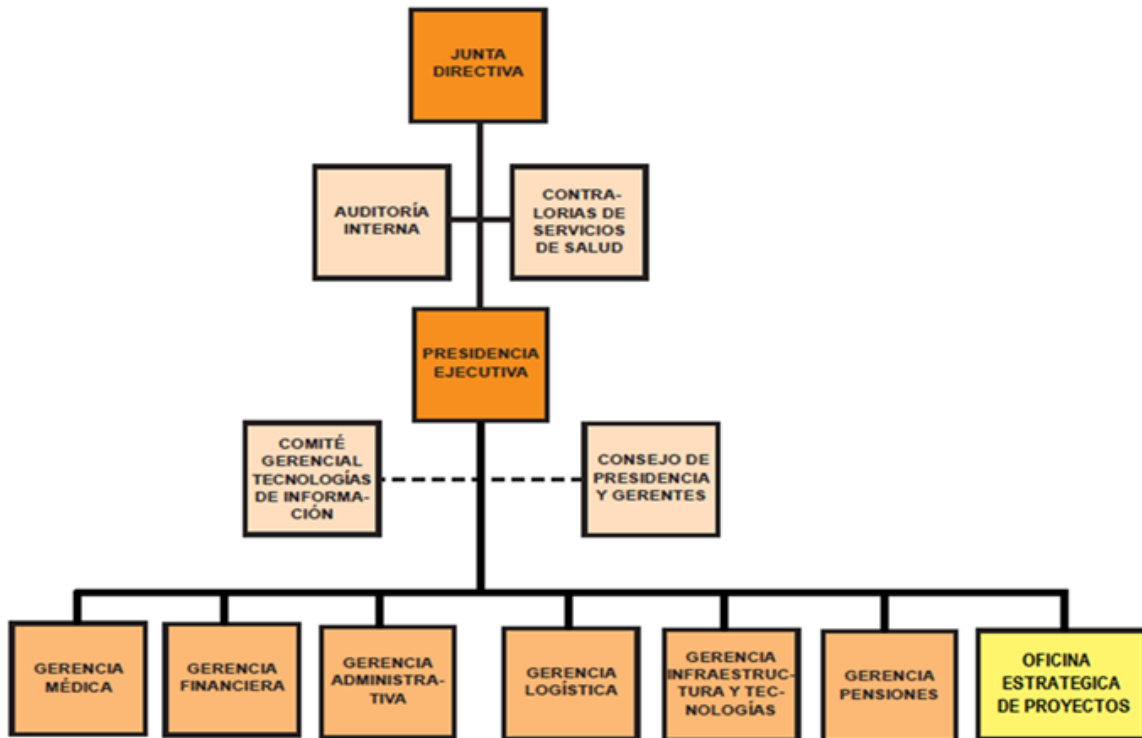 JUNTA
DIRECTIVA
AUDITORÍA
INTERNA
CONTRA-
LORIAS DE
SERVICIOS
DE SALUD
PRESIDENCIA
EJECUTIVA
COMITÉ
GERENCIAL
TECNOLOGÍAS
DE INFORMA-
CIÓN
CONSEJO DE
PRESIDENCIA
Y GERENTES
GERENCIA
MÉDICA
GERENCIA
FINANCIERA
GERENCIA
ADMINISTRA-
TIVA
GERENCIA
LOGÍSTICA
GERENCIA
INFRAESTRUC-
TURA Y TEC-
NOLOGÍAS
GERENCIA
PENSIONES
OFICINA
ESTRATEGICA
DE PROYECTOS